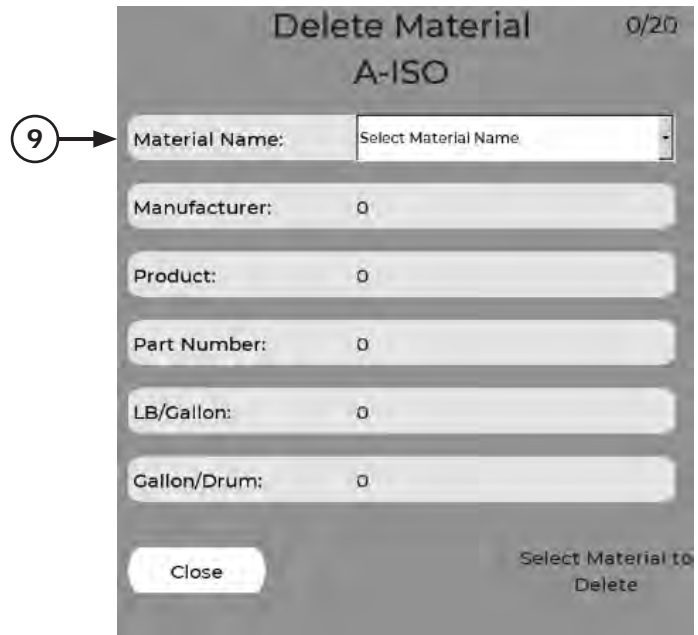 Delete Material 0/20
A-ISO
9 Material Name: Select Material Name
Manufacturer: 0
Product: 0
Part Number: 0
LB/Gallon: 0
Gallon/Drum: 0
Close
Select Material to
Delete